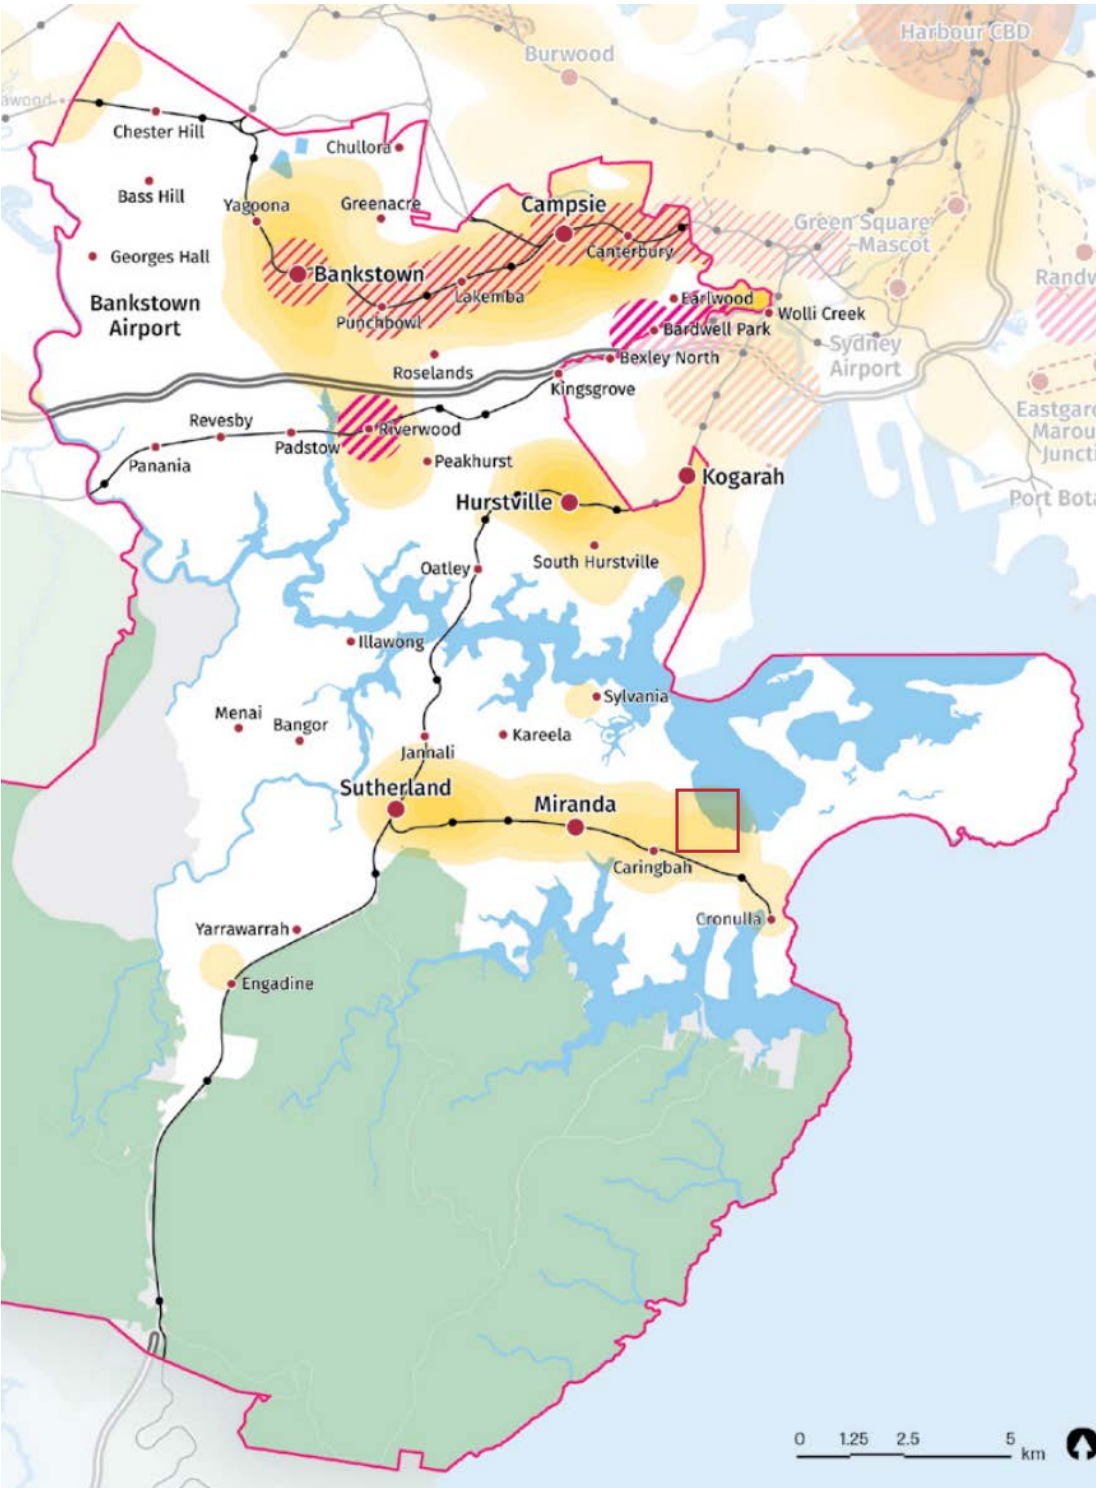 Harbour CBD
Burwood
awood
Chester Hill
Chullora
Bass Hill
Yagoona
Greenacre
Campsie
Green Square
–Mascot
Canterbury
Georges Hall
Bankstown
Randw
Bankstown
Airport
Lakemba
Earlwood
Punchbowl
Wolli Creek
Bardwell Park
Sydney
Airport
Bexley North
Roselands
Kingsgrove
Eastgard
Marou
Juncti
Revesby
Riverwood
Padstow
Panania
Peakhurst
Kogarah
Hurstville
Port Bota
South Hurstville
Oatley
Illawong
Sylvania
Menai
Bangor
Kareela
Jannali
Sutherland
Miranda
Caringbah
Cronulla
Yarrawarrah
Engadine
0 1.25 2.5 5
km